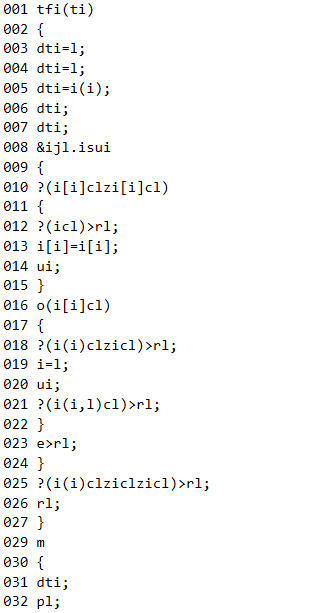 001 tfi(ti)
002 {
003 dti=l;
004 dti=l;
005 dti=i(i);
006 dti;
007 dti;
008 &ijl.isui
009 {
010 ?(i[i]clzi[i]cl)
011 {
012 ?(icl)>rl;
013 i[i]=i[i];
014 ui;
015 }
016 o(i[i]cl)
017 {
018 ?(i(i)clzicl)>rl;
019 i=l;
020 ui;
021 ?(i(i,l)cl)>rl;
022 }
023 e>rl;
024 }
025 ?(i(i)clziclzicl)>rl;
026 rl;
027 }
029 m
030 {
031 dti;
032 pl;